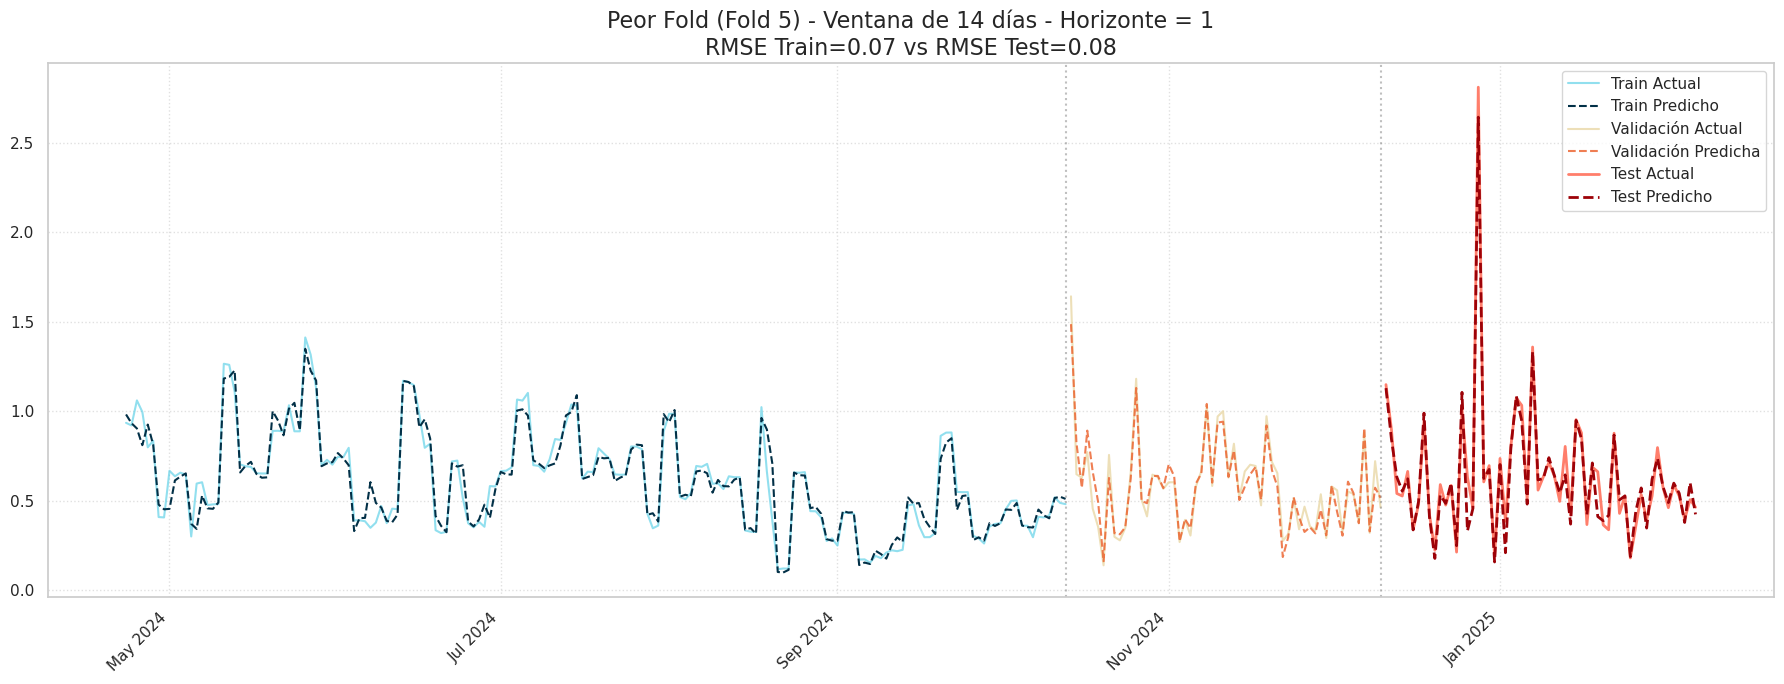 Peor Fold (Fold 5) - Ventana de 14 días - Horizonte = 1
RMSE Train=0.07 vs RMSE Test=0.08
Train Actual
Train Predicho
Validación Actual
Validación Predicha
Test Actual
Test Predicho
2.5
2.0
1.5
1.0
0.5
0.0
May 2024
Jul 2024
Sep 2024
Nov 2024
Jan 2025